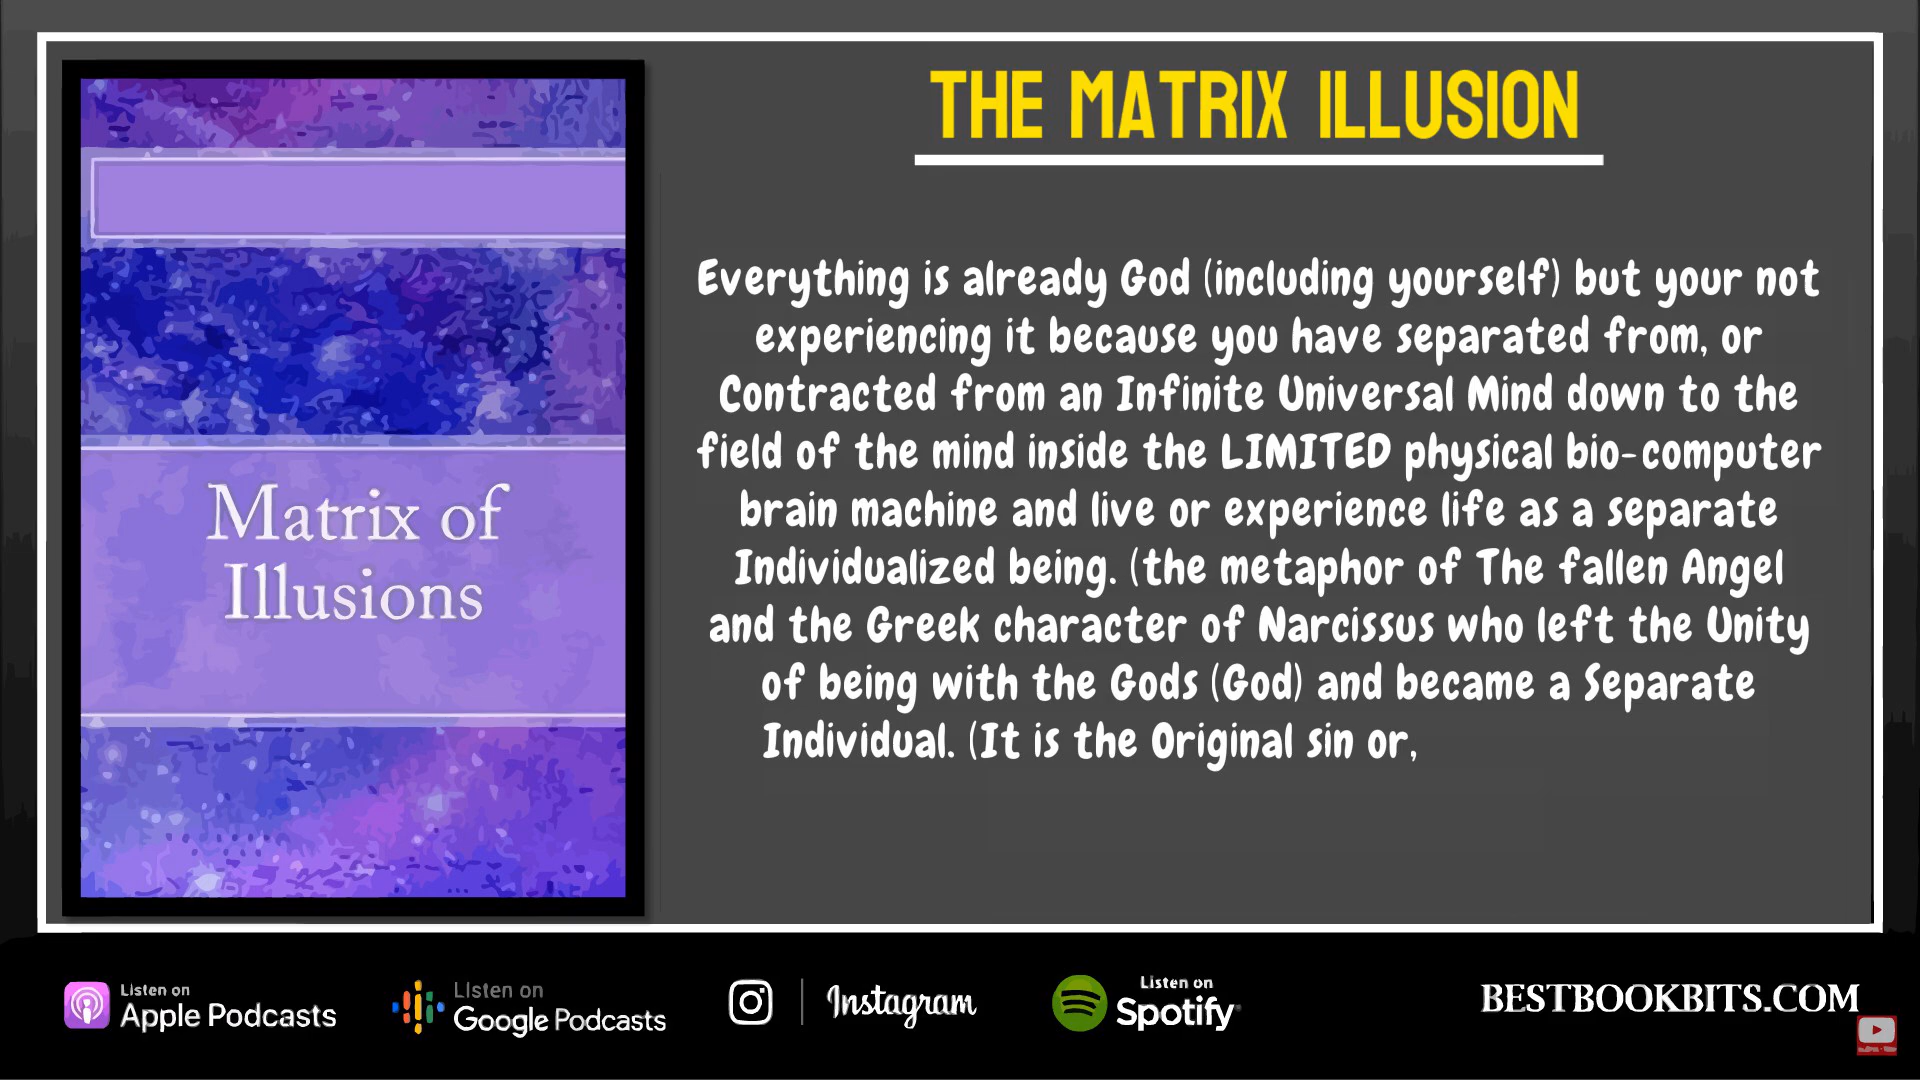 THE MATRIX ILLUSION
Matrix of
Illusions
Everything is already God (including yourself) but your not
experiencing it because you have separated from, or
Contracted from an Infinite Universal Mind down to the
field of the mind inside the LIMITED physical bio-computer
brain machine and live or experience life as a separate
Individualized being. (the metaphor of The fallen Angel
and the Greek character of Narcissus who left the Unity
of being with the Gods (God) and became a Separate
Individual. (It is the Original sin or,
Listen on
Apple Podcasts
Listen on
Google Podcasts
Instagram
Listen on
Spotify
BESTBOOKBITS.COM